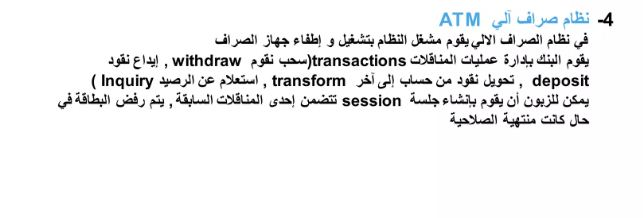 4- نظام صراف آلي ATM
في نظام الصراف الالي يقوم مشغل النظام بتشغيل و إطفاء جهاز الصراف
يقوم البنك بإدارة عمليات المناقلات transactions(سحب نقوم withdraw , إيداع نقود
deposit , تحويل نقود من حساب إلى آخر transform , استعلام عن الرصيد Inquiry )
يمكن للزبون أن يقوم بإنشاء جلسة session تتضمن إحدى المناقلات السابقة , يتم رفض البطاقة في
حال كانت منتهية الصلاحية